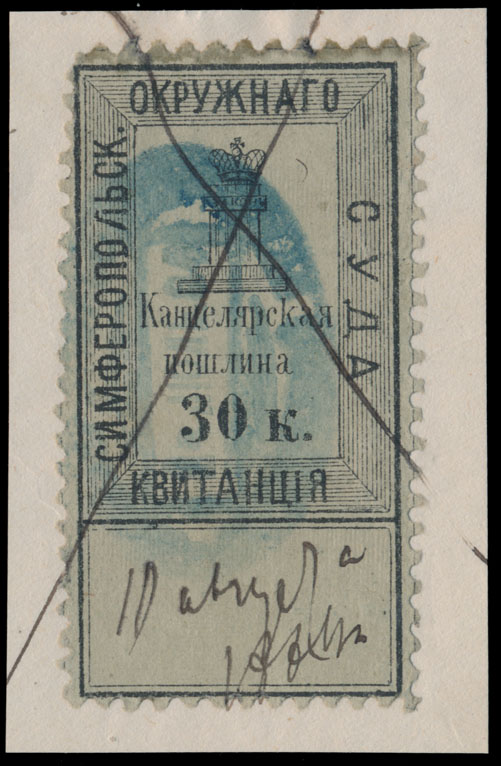 СИМФЕРОПОЛЬСК.
ОКРУЖНАГО
СУДА
Канцелярская
пошлина
30 к.
КВИТАНЦІЯ
10 августа